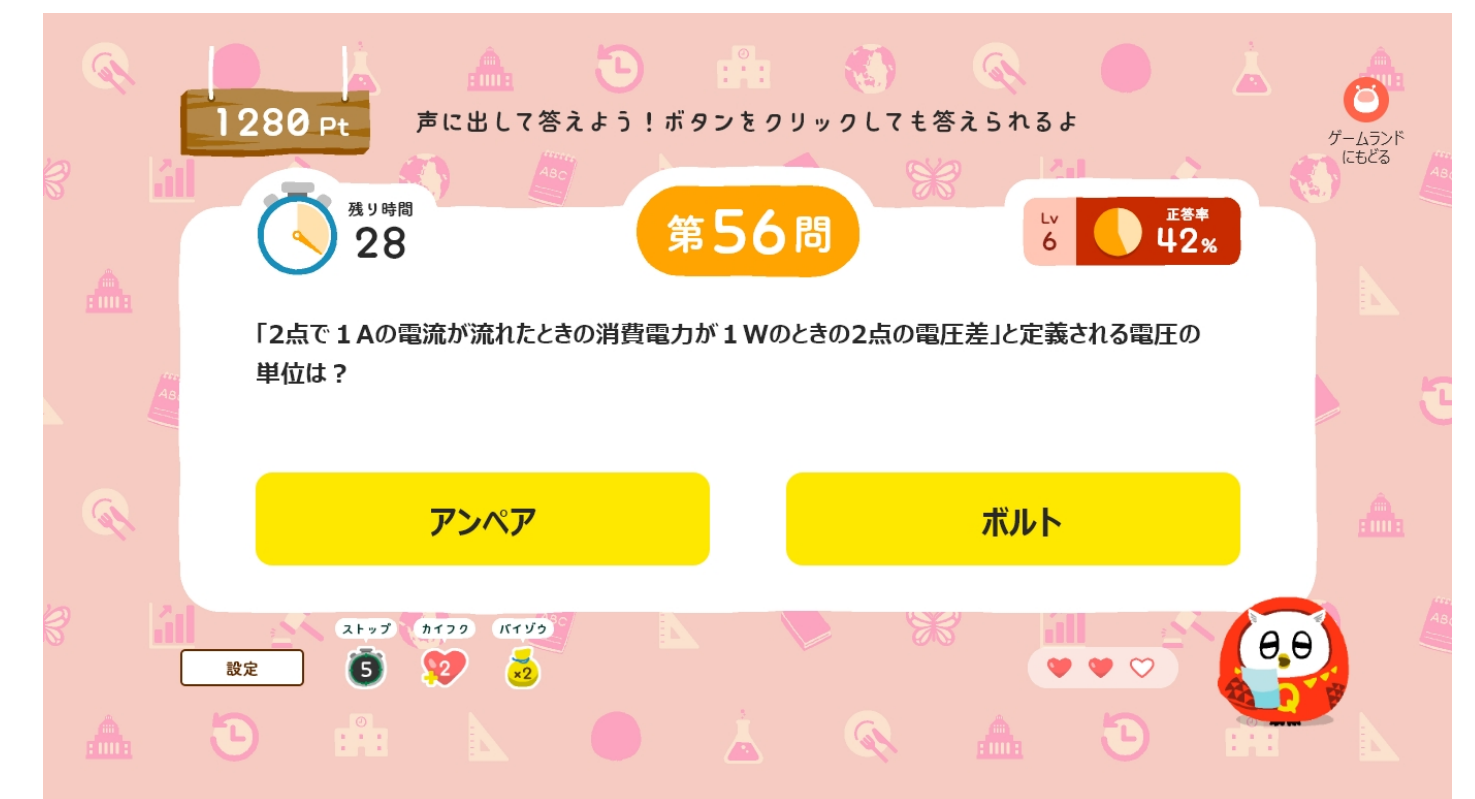 1280 Pt
声に出して答えよう！ボタンをクリックしても答えられるよ
ゲームランド
にもどる
残り時間
28
第56問
Lv
6
正答率
42%
「2点で１Aの電流が流れたときの消費電力が１Wのときの2点の電圧差」と定義される電圧の
単位は？
アンペア
ボルト
ストップ
カイフク
バイゾウ
設定
5
2
×2
Q
ABC
ABC
ABC
ABC